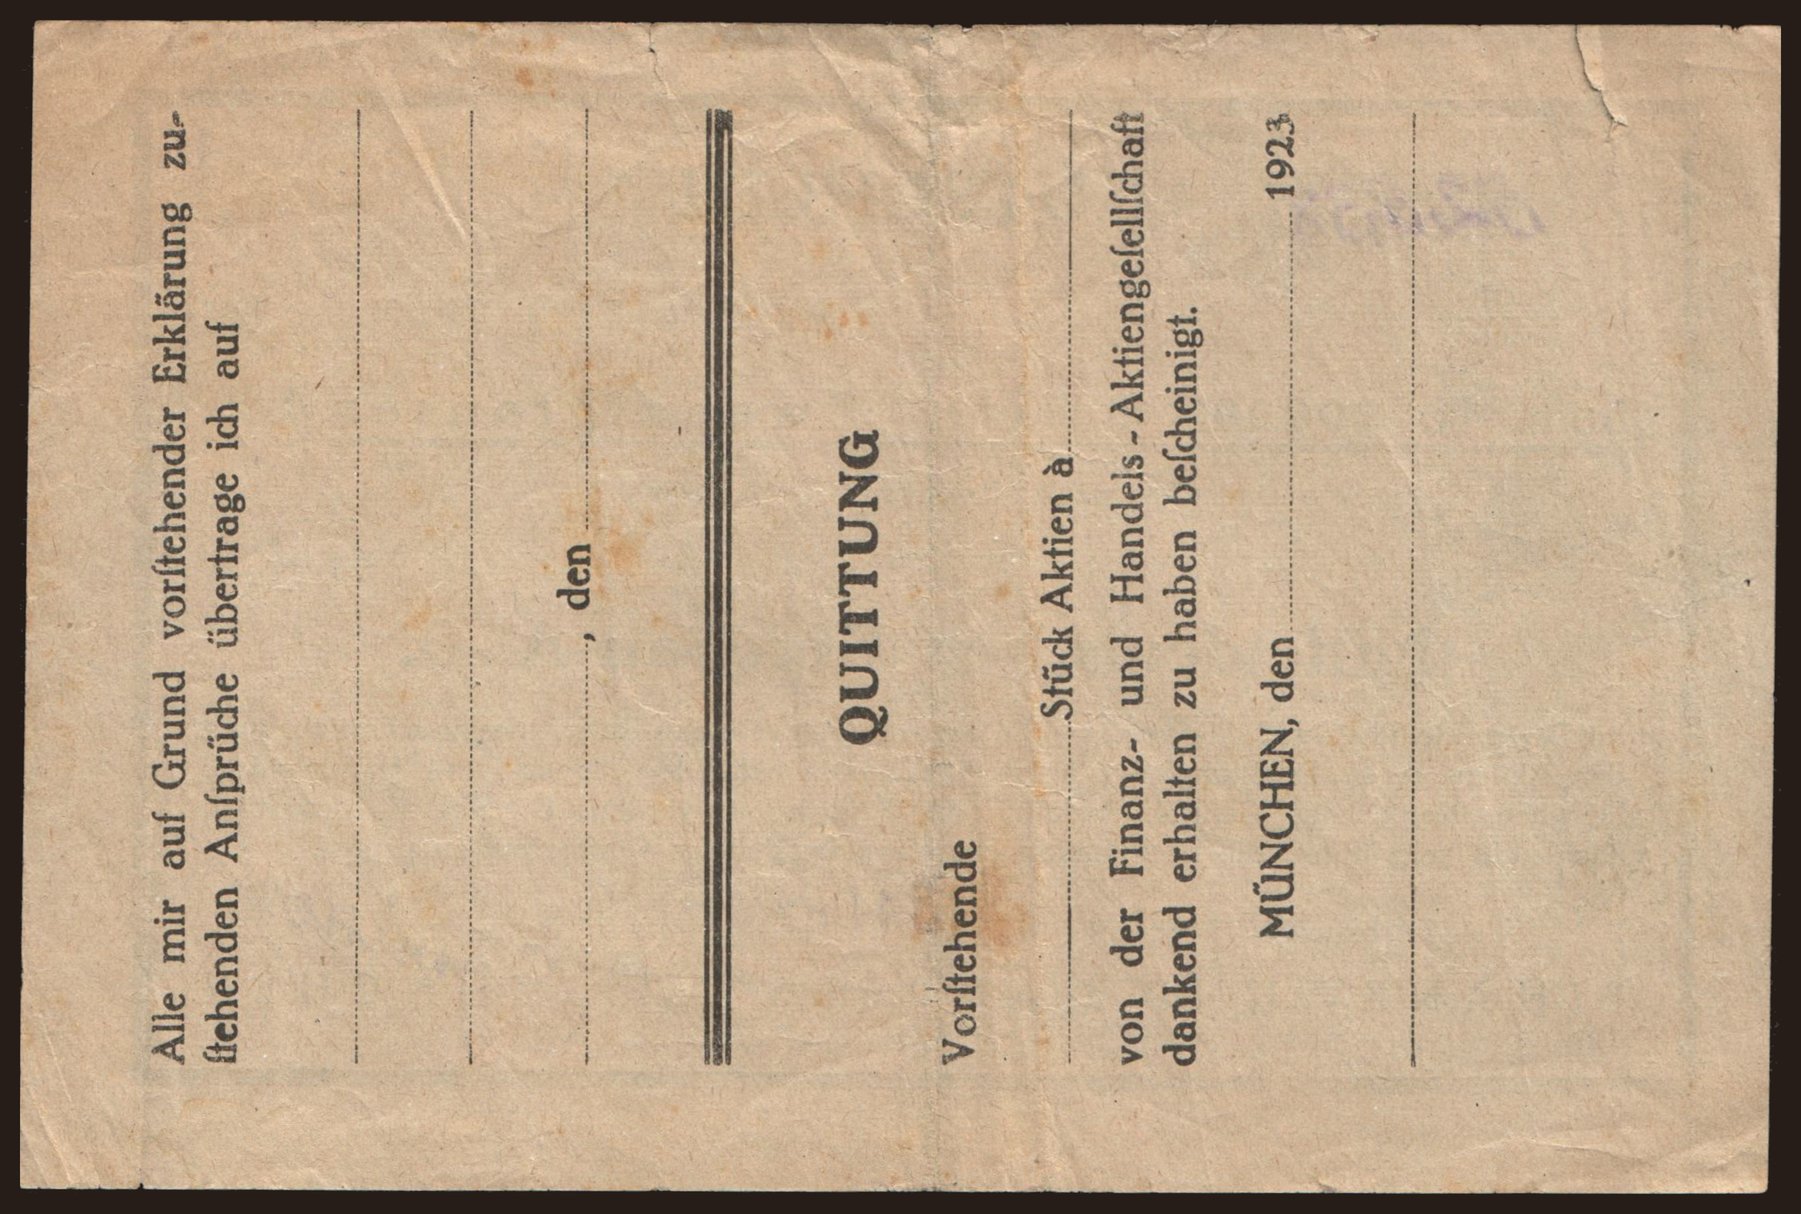 Alle mir auf Grund vorſtehender Erklärung zu-
ſtehenden Anſprüche übertrage ich auf
, den
QUITTUNG
Vorſtehende
Stück Aktien à
von der Finanz- und Handels-Aktiengeſellſchaft
dankend erhalten zu haben beſcheinigt.
MÜNCHEN, den 1923